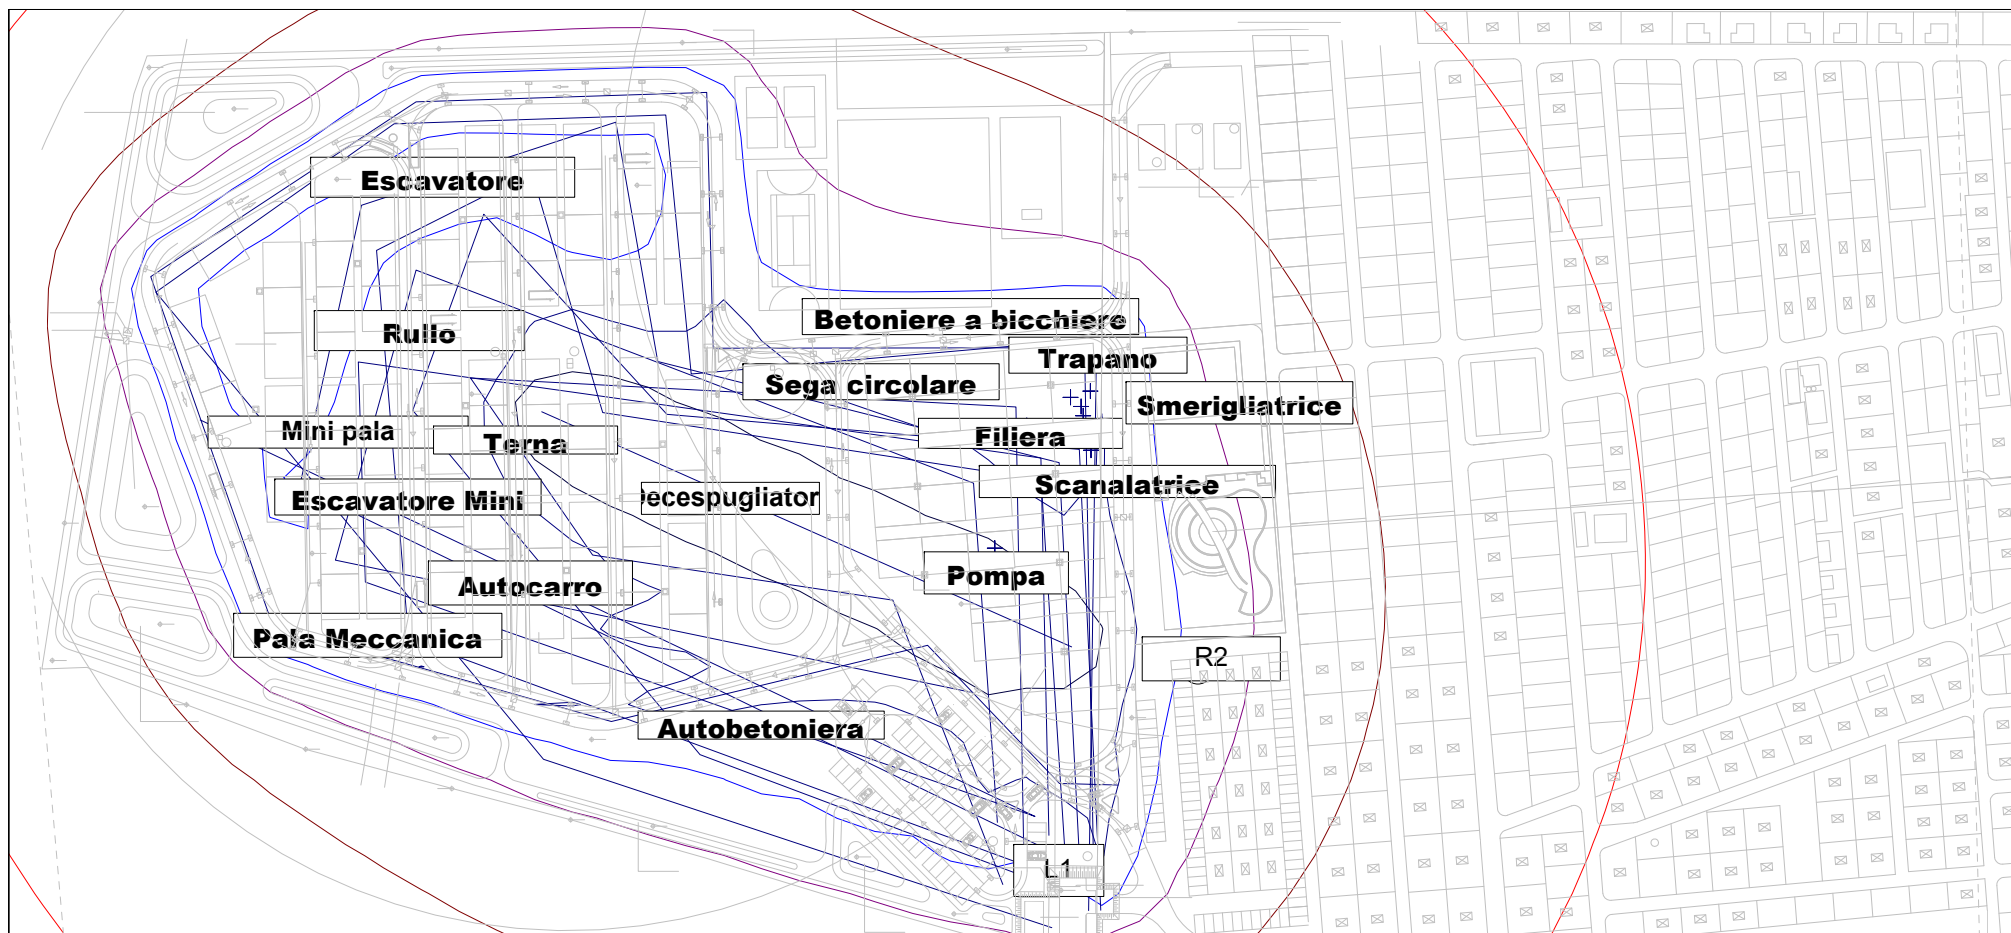 Escavatore
Betoniere a bicchiere
Rullo
Trapano
Sega circolare
Smerigliatrice
Mini pala
Terna
Filiera
Scanalatrice
Escavatore Mini
ecespugliator
Pompa
Autocarro
Pala Meccanica
R2
Autobetoniera
L1